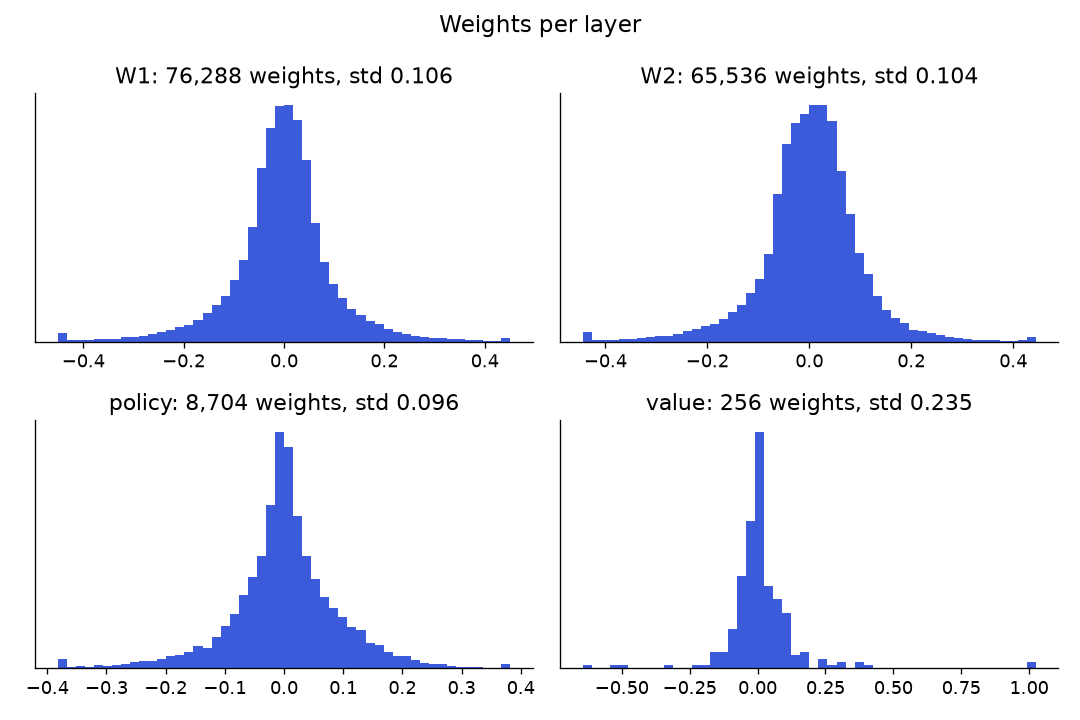 Weights per layer
W1: 76,288 weights, std 0.106
W2: 65,536 weights, std 0.104
−0.4 −0.2 0.0 0.2 0.4
−0.4 −0.2 0.0 0.2 0.4
policy: 8,704 weights, std 0.096
value: 256 weights, std 0.235
−0.4 −0.3 −0.2 −0.1 0.0 0.1 0.2 0.3 0.4
−0.50 −0.25 0.00 0.25 0.50 0.75 1.00